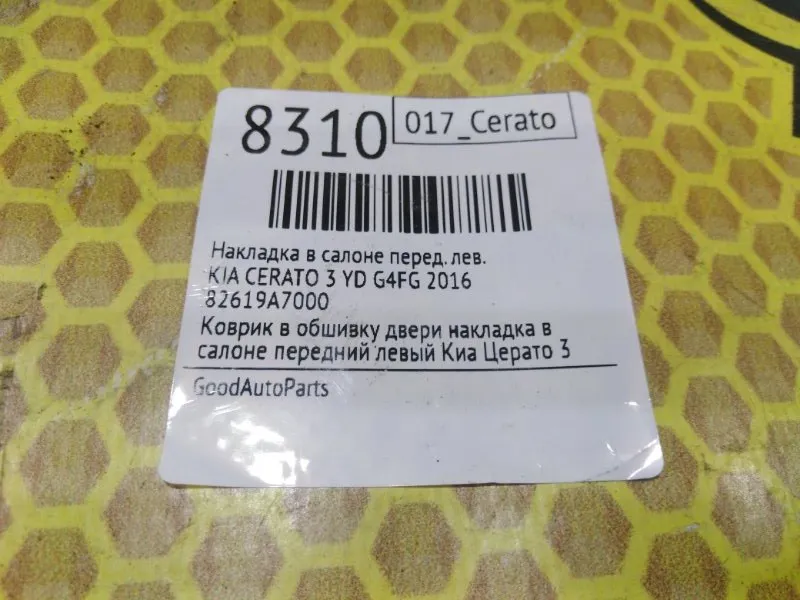 8310
017_Cerato
Накладка в салоне перед. лев.
KIA CERATO 3 YD G4FG 2016
82619A7000
Коврик в обшивку двери накладка в
салоне передний левый Киа Церато 3
GoodAutoParts